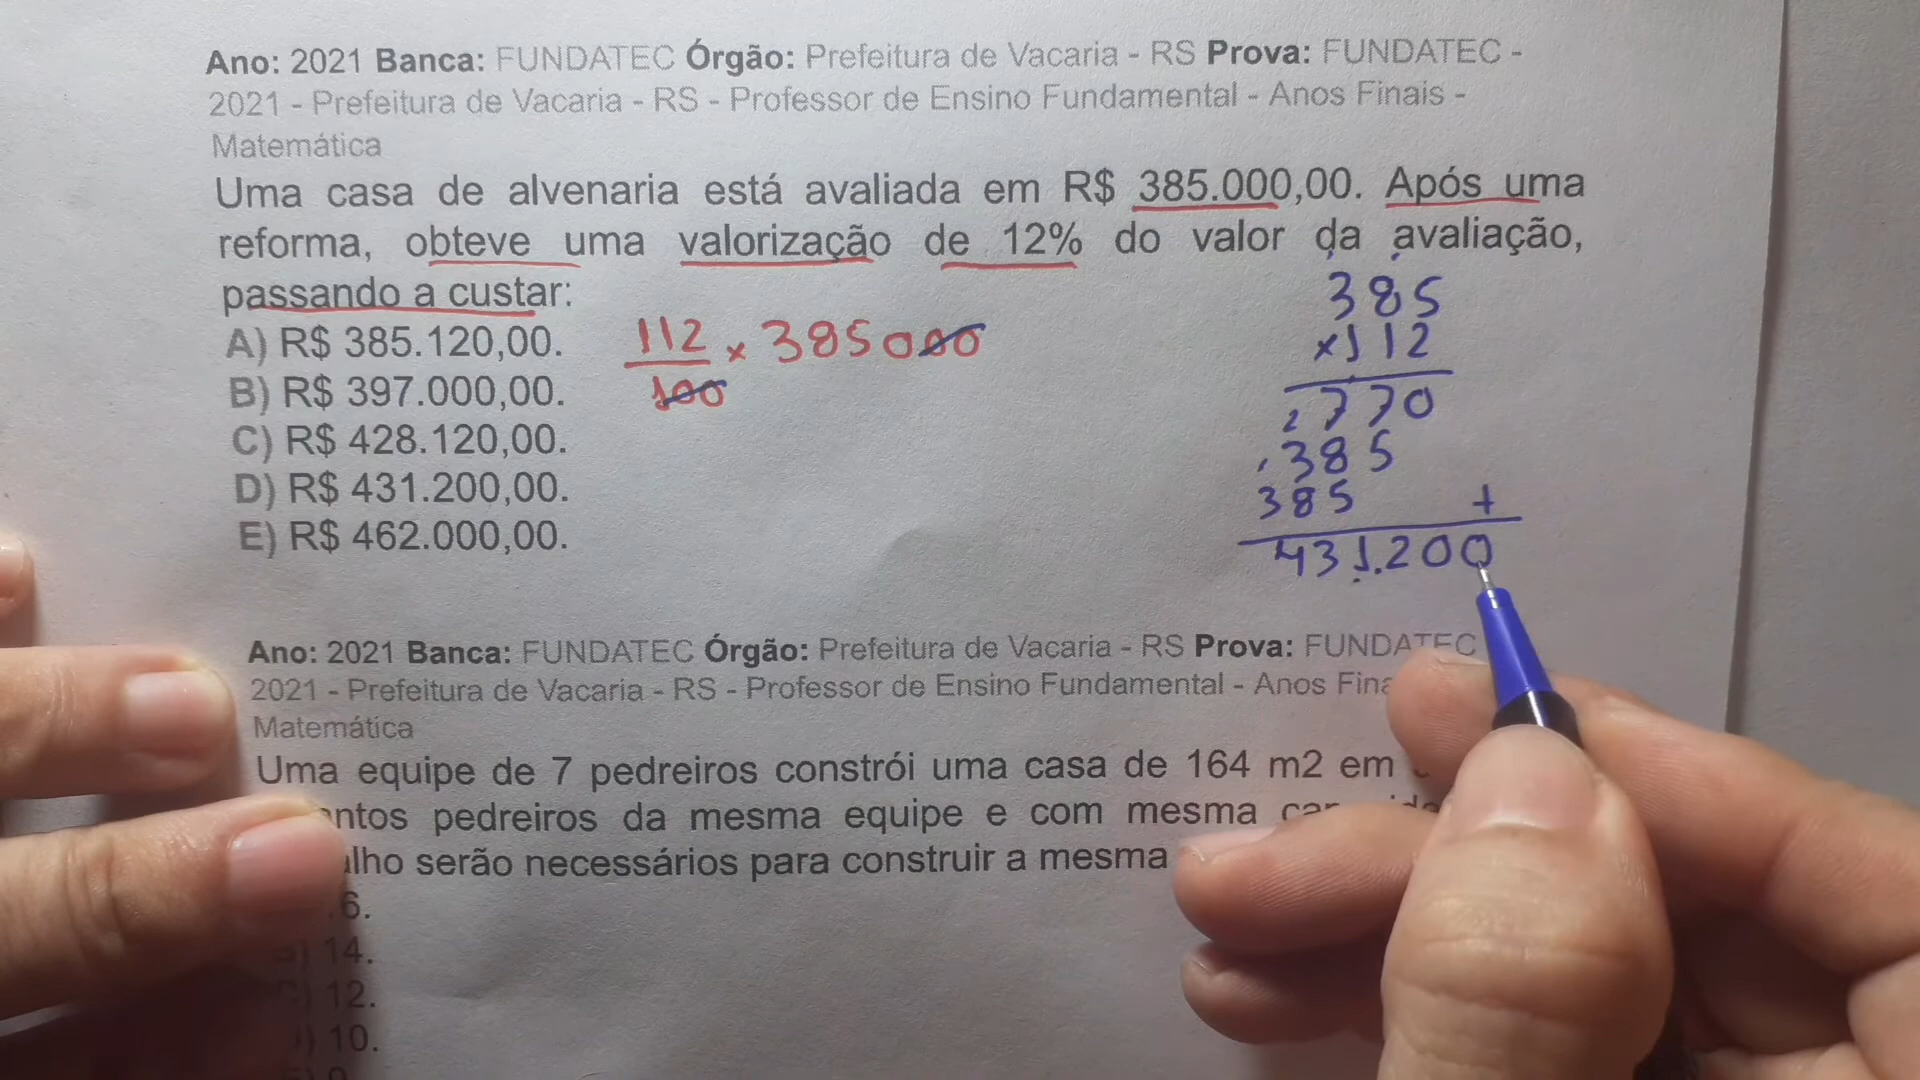 Ano: 2021 Banca: FUNDATEC Órgão: Prefeitura de Vacaria - RS Prova: FUNDATEC -
2021 - Prefeitura de Vacaria - RS - Professor de Ensino Fundamental - Anos Finais -
Matemática
Uma casa de alvenaria está avaliada em R$ 385.000,00. Após uma
reforma, obteve uma valorização de 12% do valor da avaliação,
passando a custar:
A) R$ 385.120,00.
B) R$ 397.000,00.
C) R$ 428.120,00.
D) R$ 431.200,00.
E) R$ 462.000,00.
112 × 385000
100
385
×112
770
385
385 +
431.200
Ano: 2021 Banca: FUNDATEC Órgão: Prefeitura de Vacaria - RS Prova: FUNDATEC
2021 - Prefeitura de Vacaria - RS - Professor de Ensino Fundamental - Anos
Matemática
Uma equipe de 7 pedreiros constrói uma casa de 164 m2 em
pedreiros da mesma equipe e com mesma
serão necessários para construir a mesma
6.
14.
12.
10.